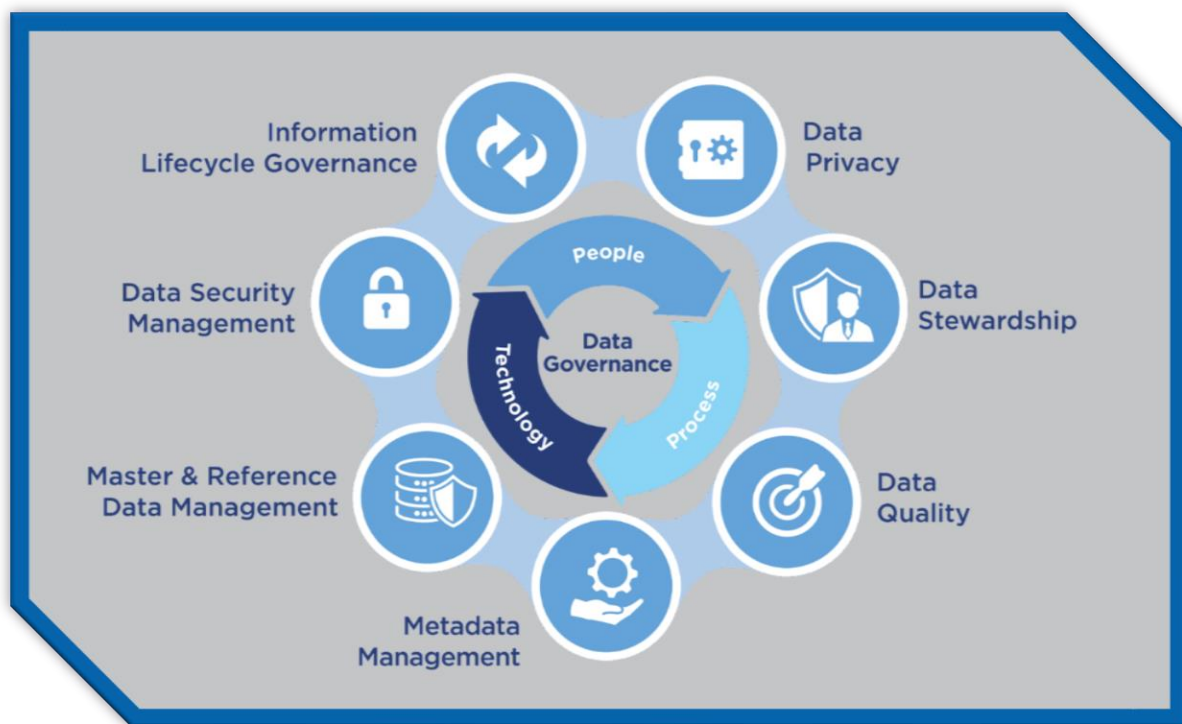 Information
Lifecycle Governance
Data
Privacy
Data Security
Management
People
Data
Governance
Technology
Process
Data
Stewardship
Master & Reference
Data Management
Data
Quality
Metadata
Management